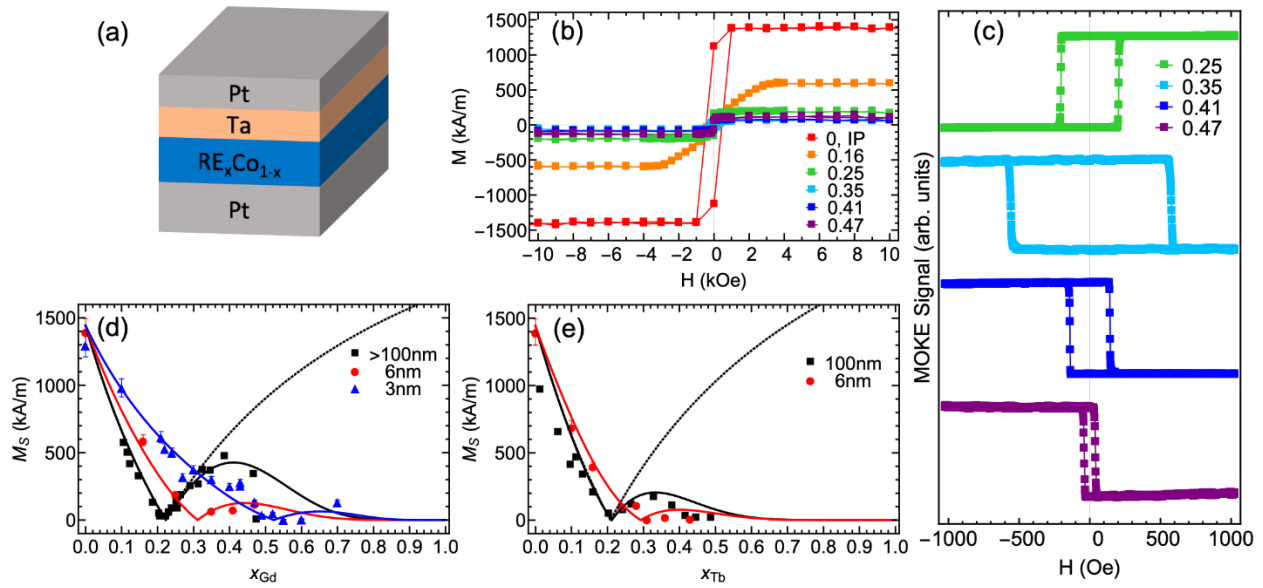 (a)
Pt
Ta
RExCo1-x
Pt
(b)
M (kA/m)
1500
1000
500
0
−500
−1000
−1500
0, IP
0.16
0.25
0.35
0.41
0.47
−10 −8 −6 −4 −2 0 2 4 6 8 10
H (kOe)
(c)
−1000 −500 0 500 1000
0.25
0.35
0.41
0.47
MOKE Signal (arb. units)
−1000 −500 0 500 1000
H (Oe)
(d)
MS (kA/m)
1500
1000
500
0
>100nm
6nm
3nm
0.0 0.1 0.2 0.3 0.4 0.5 0.6 0.7 0.8 0.9 1.0
xGd
(e)
MS (kA/m)
1500
1000
500
0
100nm
6nm
0.0 0.1 0.2 0.3 0.4 0.5 0.6 0.7 0.8 0.9 1.0
xTb